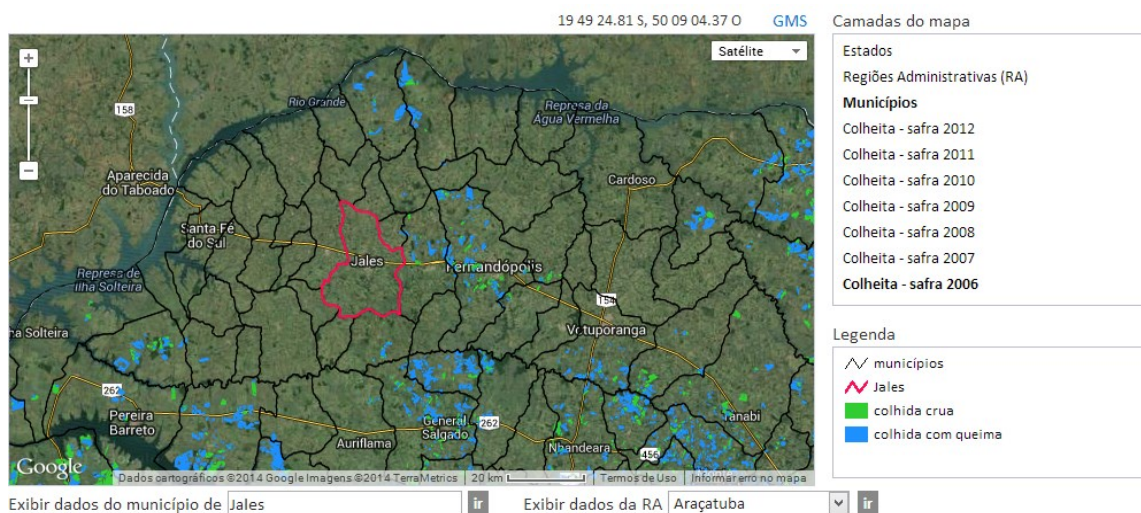 19 49 24.81 S, 50 09 04.37 O
GMS
Satélite
158
Rio Grande
Represa da
Água Vermelha
Aparecida
do Taboado
Cardoso
Santa Fé
do Sul
Jales
Fernandópolis
Represa de
Ilha Solteira
154
Votuporanga
ha Solteira
262
Pereira
Barreto
General
Salgado
262
Tanabi
Auriflama
Nhandeara
456
Google
Dados cartográficos ©2014 Google Imagens ©2014 TerraMetrics
20 km
Termos de Uso
Informar erro no mapa
Exibir dados do município de
Jales
ir
Exibir dados da RA
Araçatuba
ir
Camadas do mapa
Estados
Regiões Administrativas (RA)
Municípios
Colheita - safra 2012
Colheita - safra 2011
Colheita - safra 2010
Colheita - safra 2009
Colheita - safra 2008
Colheita - safra 2007
Colheita - safra 2006
Legenda
municípios
Jales
colhida crua
colhida com queima